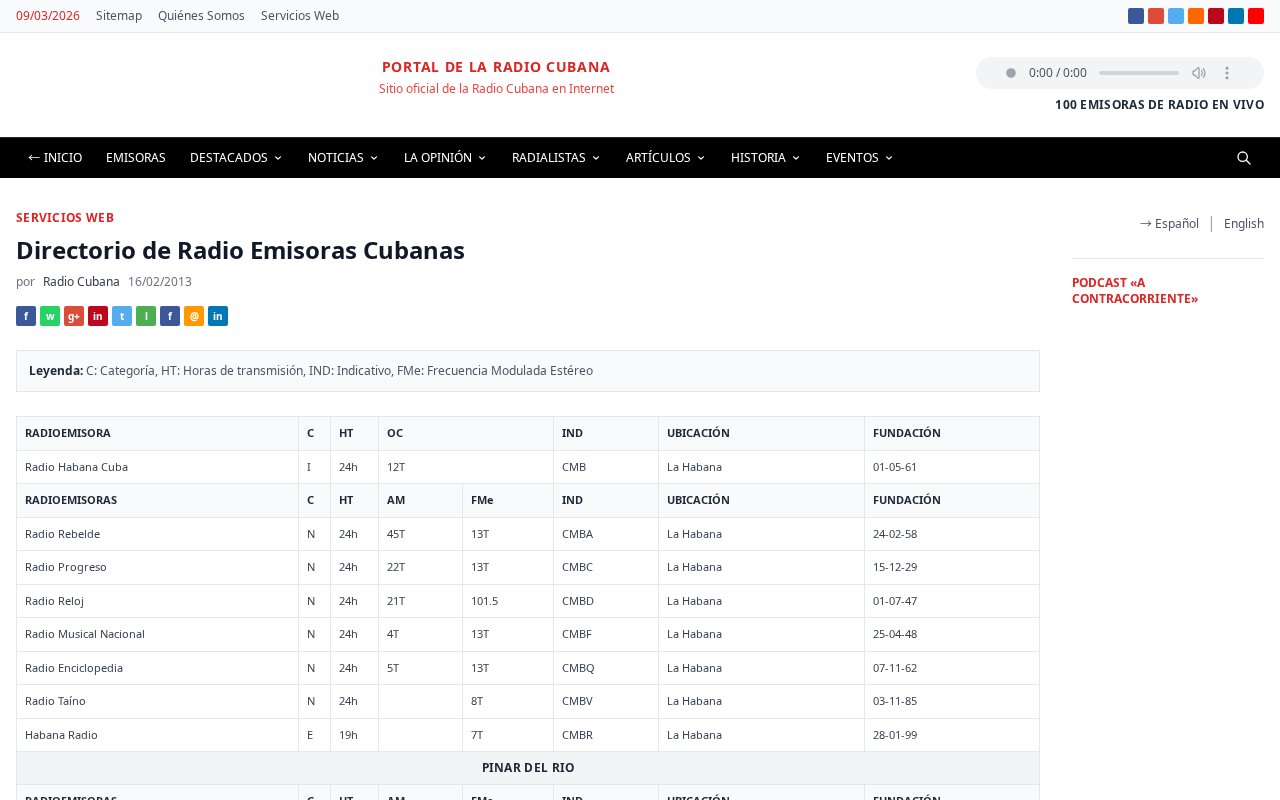 09/03/2026 Sitemap Quiénes Somos Servicios Web
PORTAL DE LA RADIO CUBANA
Sitio oficial de la Radio Cubana en Internet
0:00 / 0:00
100 EMISORAS DE RADIO EN VIVO
← INICIO EMISORAS DESTACADOS NOTICIAS LA OPINIÓN RADIALISTAS ARTÍCULOS HISTORIA EVENTOS
SERVICIOS WEB
Directorio de Radio Emisoras Cubanas
por Radio Cubana 16/02/2013
f w g+ in t l f @ in
→ Español | English
PODCAST «A
CONTRACORRIENTE»
Leyenda: C: Categoría, HT: Horas de transmisión, IND: Indicativo, FMe: Frecuencia Modulada Estéreo
RADIOEMISORA C HT OC IND UBICACIÓN FUNDACIÓN
Radio Habana Cuba I 24h 12T CMB La Habana 01-05-61
RADIOEMISORAS C HT AM FMe IND UBICACIÓN FUNDACIÓN
Radio Rebelde N 24h 45T 13T CMBA La Habana 24-02-58
Radio Progreso N 24h 22T 13T CMBC La Habana 15-12-29
Radio Reloj N 24h 21T 101.5 CMBD La Habana 01-07-47
Radio Musical Nacional N 24h 4T 13T CMBF La Habana 25-04-48
Radio Enciclopedia N 24h 5T 13T CMBQ La Habana 07-11-62
Radio Taíno N 24h 8T CMBV La Habana 03-11-85
Habana Radio E 19h 7T CMBR La Habana 28-01-99
PINAR DEL RIO
RADIOEMISORAS C HT AM FMe IND UBICACIÓN FUNDACIÓN